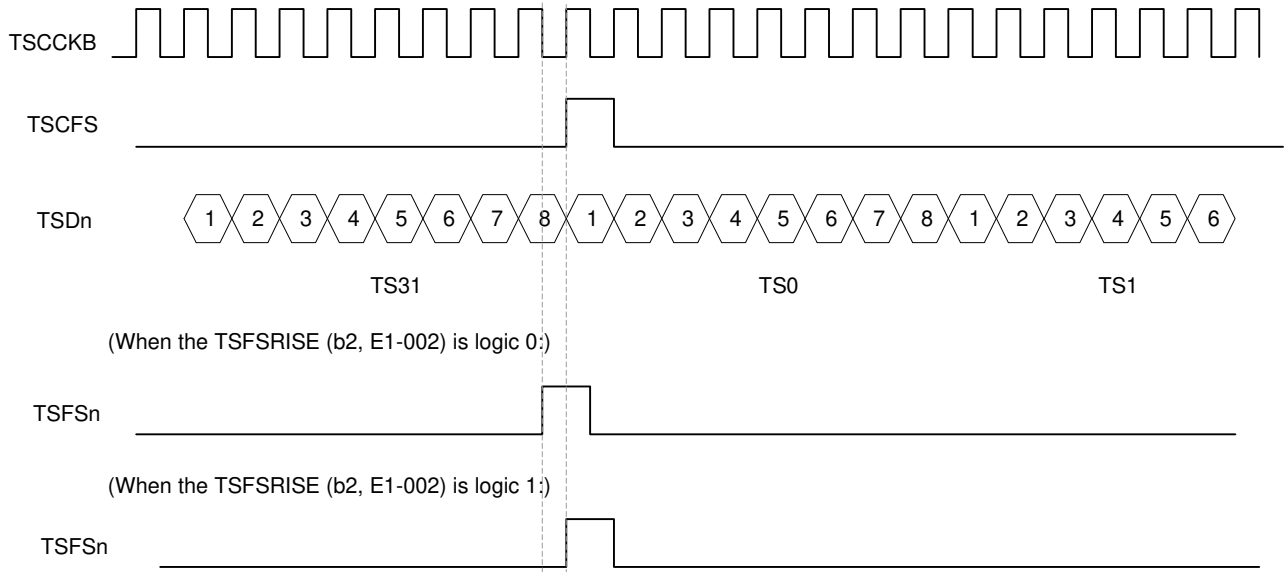 TSCCKB
TSCFS
TSDn
1 2 3 4 5 6 7 8 1 2 3 4 5 6 7 8 1 2 3 4 5 6
TS31 TS0 TS1
(When the TSFSRISE (b2, E1-002) is logic 0:)
TSFSn
(When the TSFSRISE (b2, E1-002) is logic 1:)
TSFSn